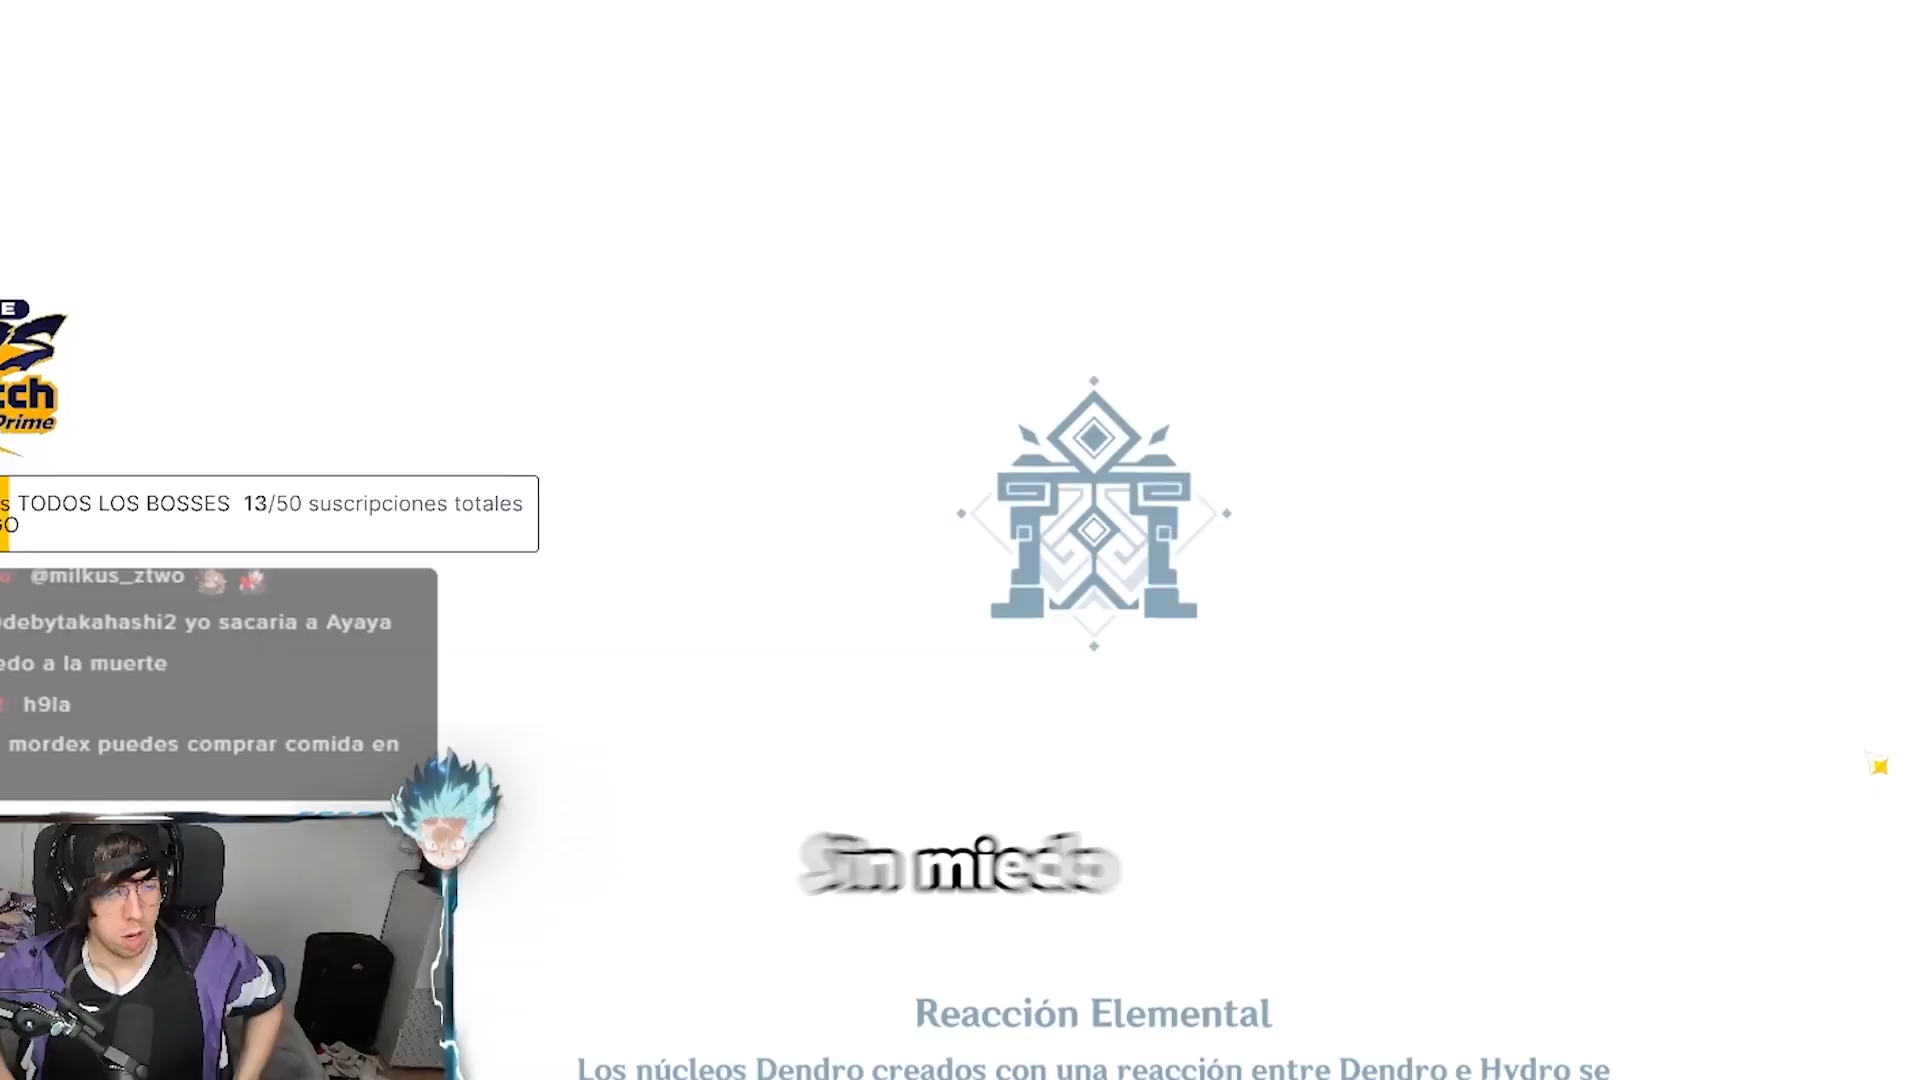 E
tch
Prime
s TODOS LOS BOSSES 13/50 suscripciones totales
GO
@milkus_ztwo
debytakahashi2 yo sacaria a Ayaya
edo a la muerte
h9la
mordex puedes comprar comida en
Sin miedo
Reacción Elemental
Los núcleos Dendro creados con una reacción entre Dendro e Hydro se